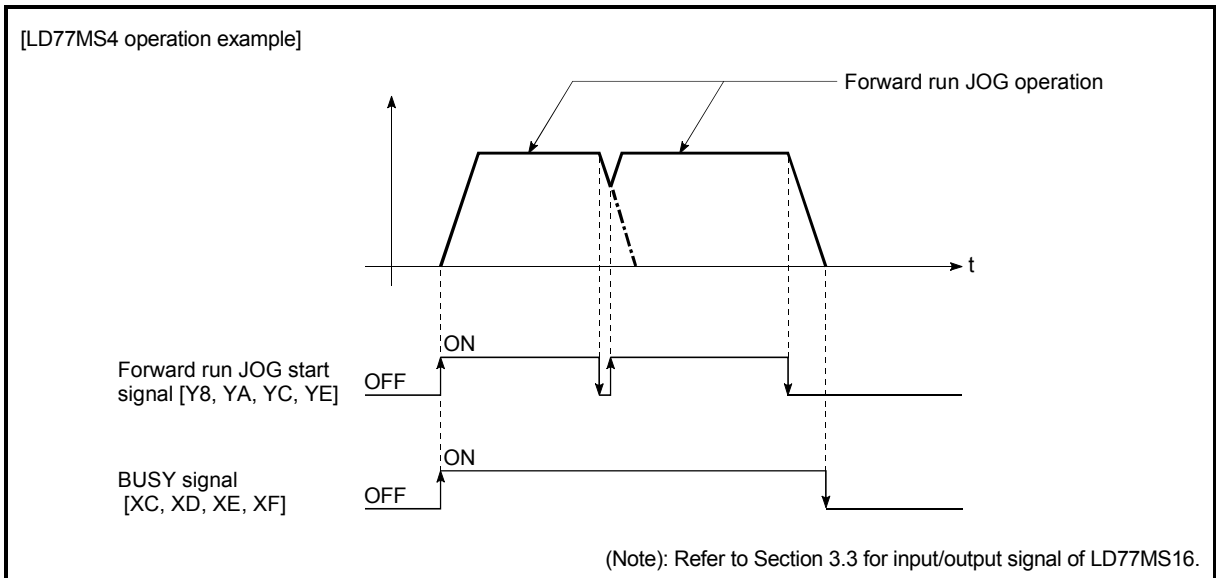 [LD77MS4 operation example]
Forward run JOG operation
t
ON
Forward run JOG start
signal [Y8, YA, YC, YE]
OFF
ON
BUSY signal
[XC, XD, XE, XF]
OFF
(Note): Refer to Section 3.3 for input/output signal of LD77MS16.